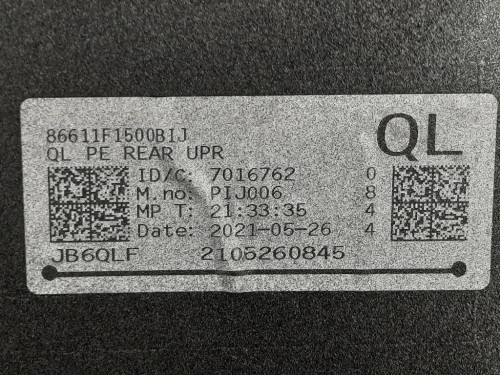 86611F1500BIJ
QL
QL PE REAR UPR
ID/C: 7016762 0
M.no: PIJ006 8
MP T: 21:33:35 4
Date: 2021-05-26 4
JB6QLF 2105260845